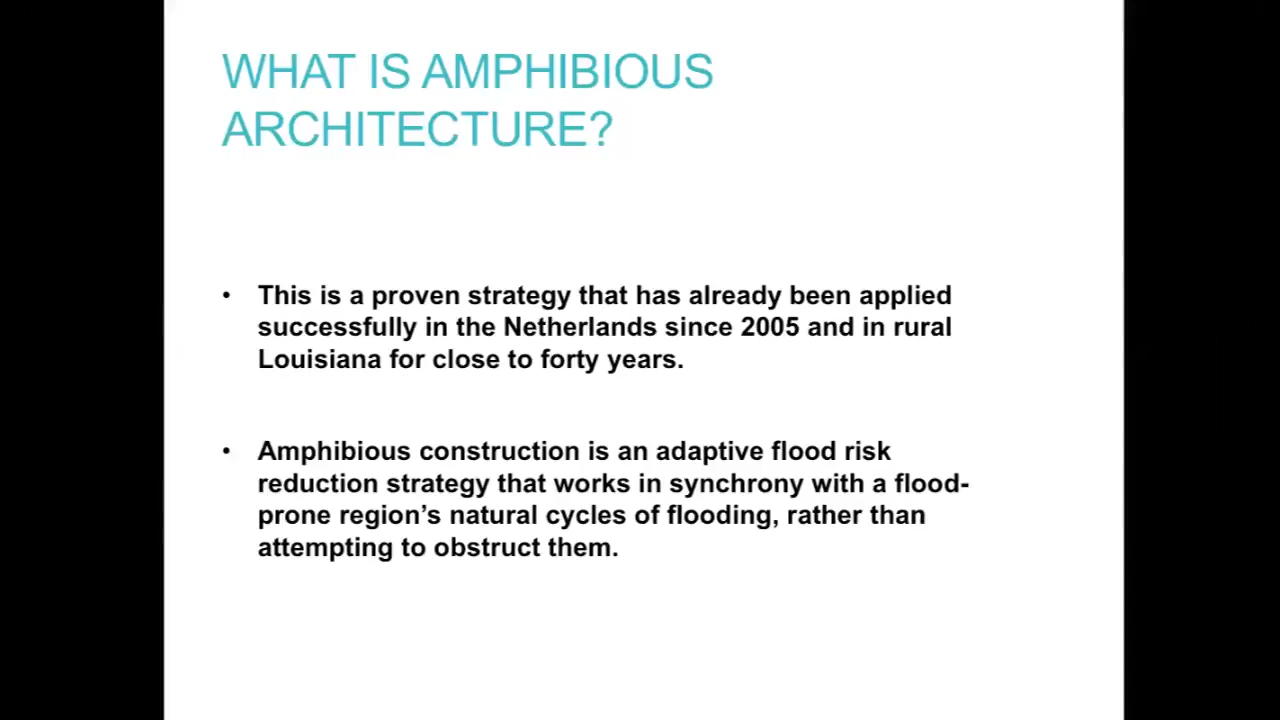 WHAT IS AMPHIBIOUS
ARCHITECTURE?
• This is a proven strategy that has already been applied
successfully in the Netherlands since 2005 and in rural
Louisiana for close to forty years.
• Amphibious construction is an adaptive flood risk
reduction strategy that works in synchrony with a flood-
prone region’s natural cycles of flooding, rather than
attempting to obstruct them.